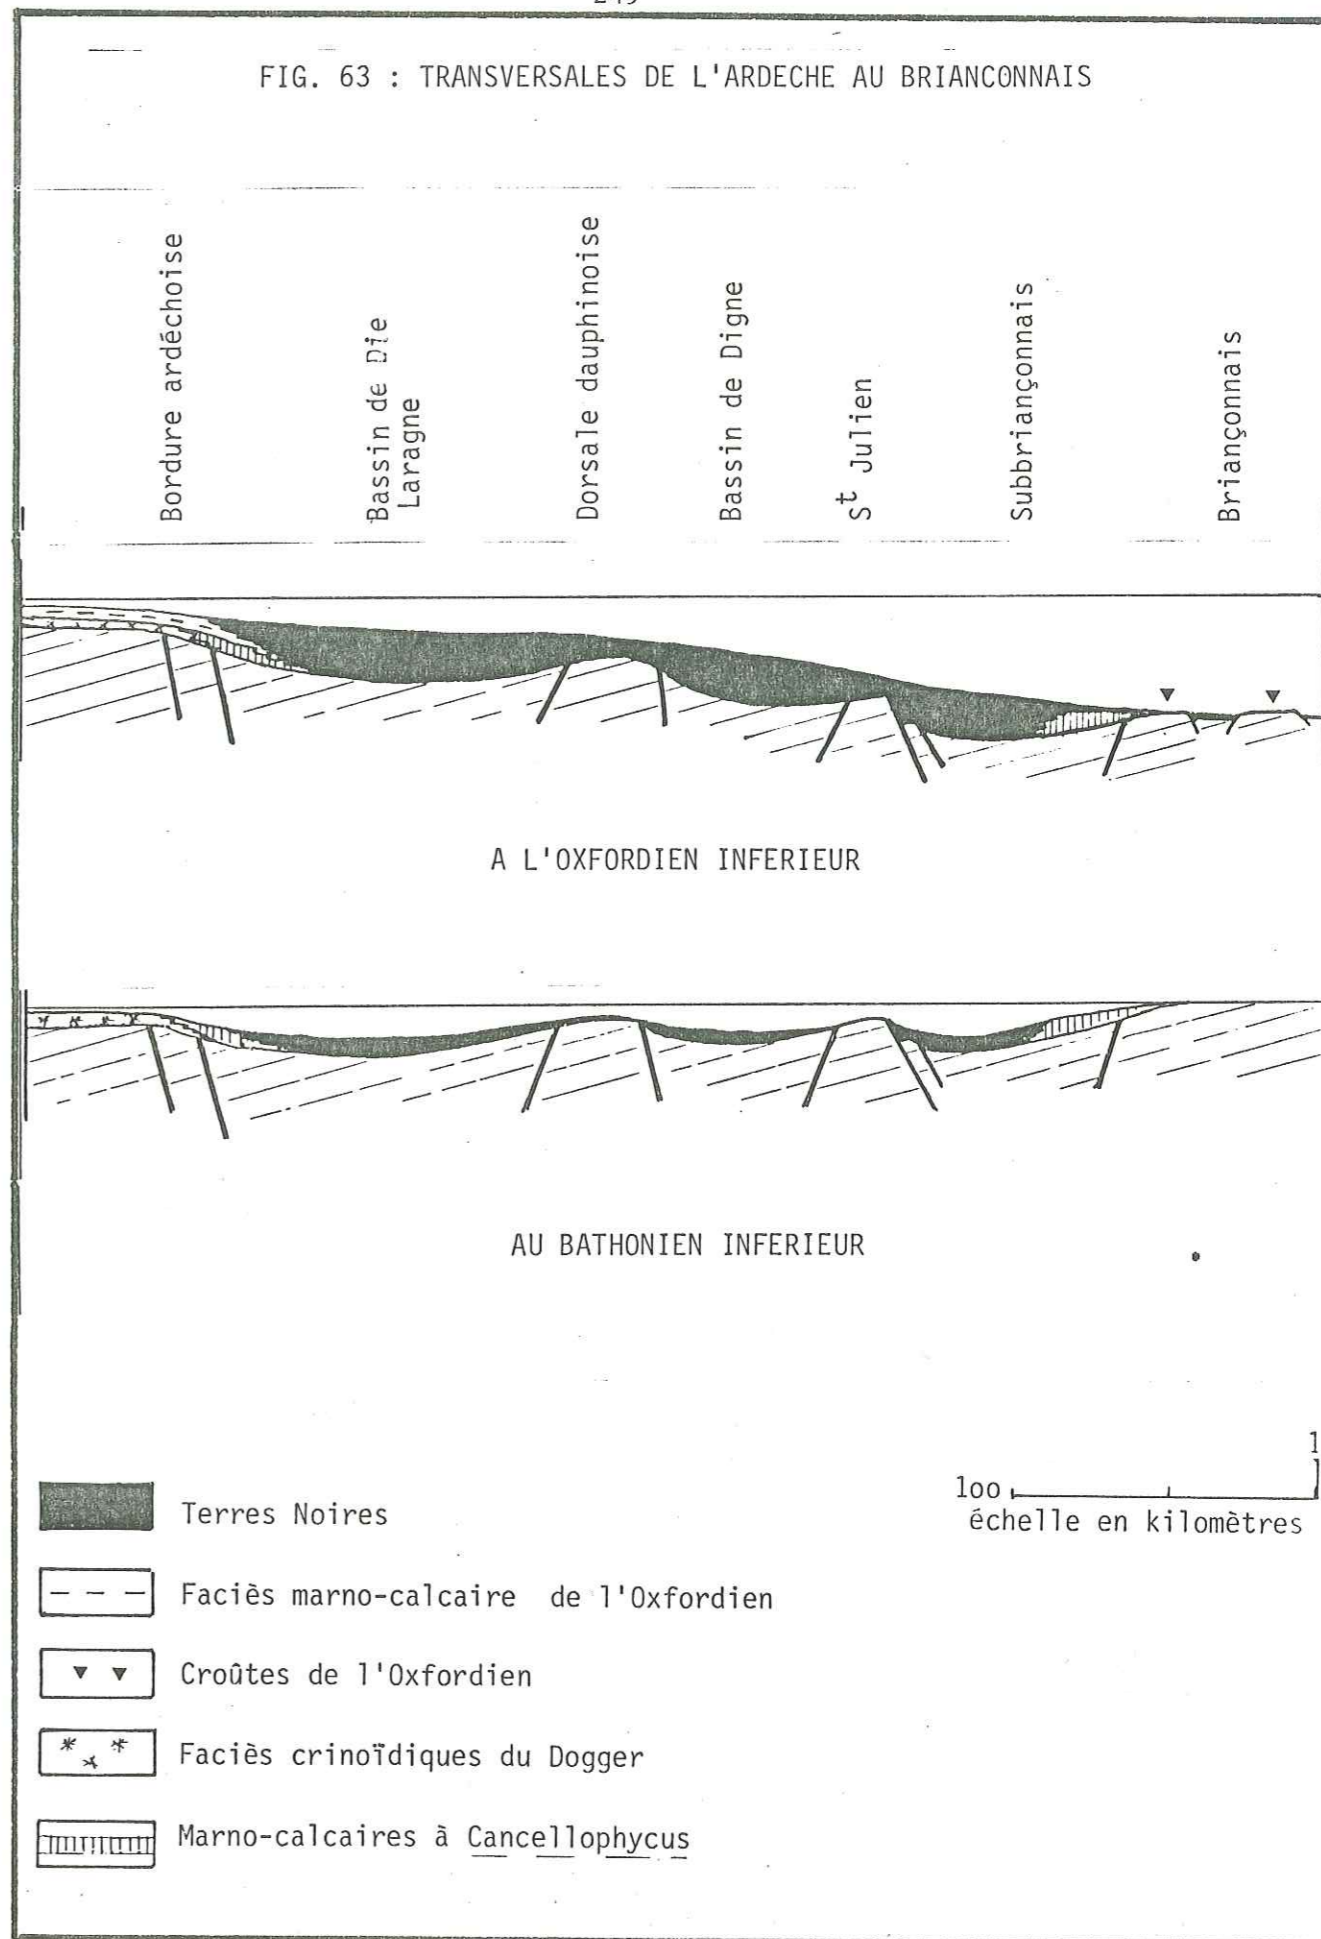 FIG. 63 : TRANSVERSALES DE L'ARDECHE AU BRIANCONNAIS
Bordure ardéchoise
Bassin de Die
Laragne
Dorsale dauphinoise
Bassin de Digne
St Julien
Subbriançonnais
Briançonnais
A L'OXFORDIEN INFERIEUR
AU BATHONIEN INFERIEUR
Terres Noires
Faciès marno-calcaire de l'Oxfordien
Croûtes de l'Oxfordien
Faciès crinoïdiques du Dogger
Marno-calcaires à Cancellophycus
1
100
échelle en kilomètres